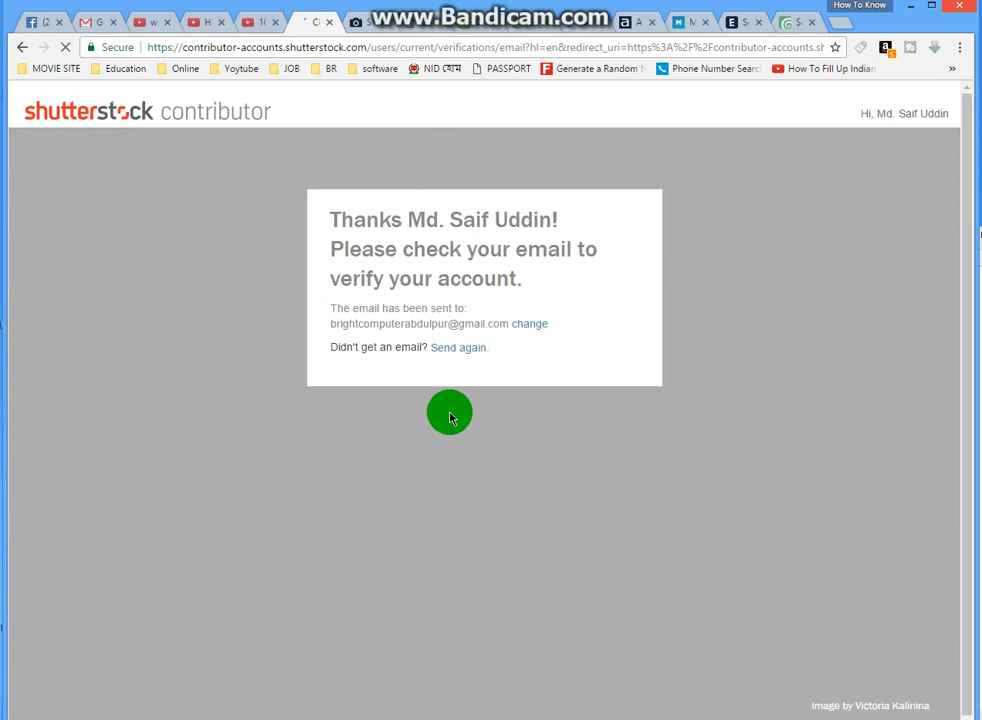 www.Bandicam.com
How To Know
Secure https://contributor-accounts.shutterstock.com/users/current/verifications/email?hl=en&redirect_uri=https%3A%2F%2Fcontributor-accounts.sh
MOVIE SITE Education Online Yoytube JOB BR software NID হোম PASSPORT Generate a Random Phone Number Searc How To Fill Up Indian »
shutterstock contributor
Hi, Md. Saif Uddin
Thanks Md. Saif Uddin!
Please check your email to
verify your account.
The email has been sent to:
brightcomputerabdulpur@gmail.com change
Didn't get an email? Send again.
Image by Victoria Kalinina